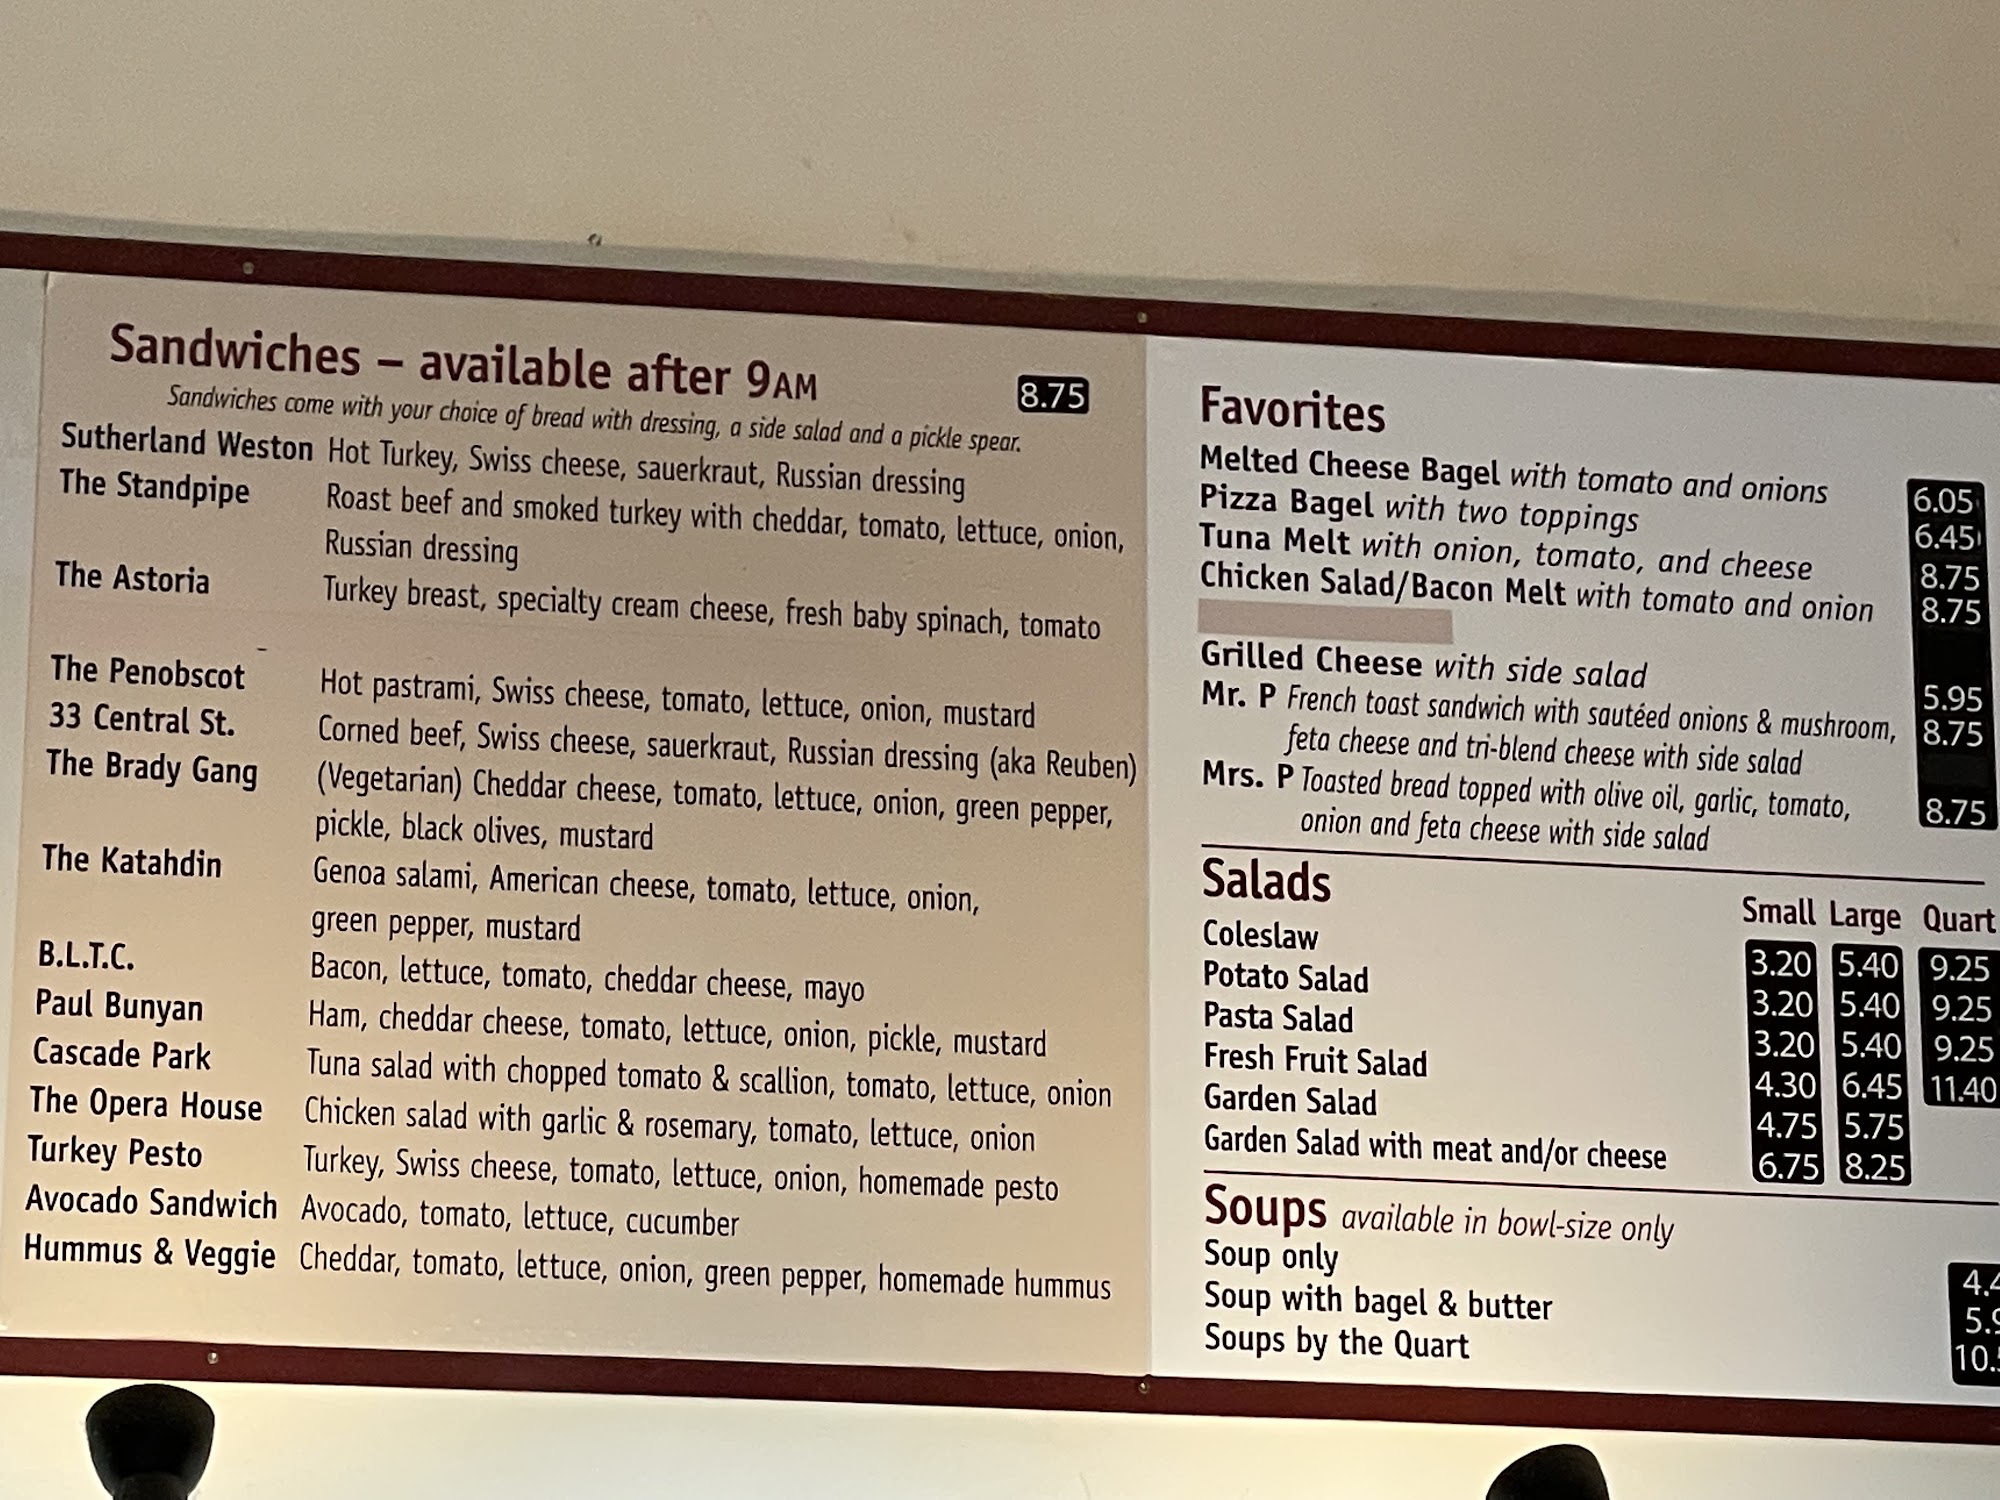 Sandwiches – available after 9AM 8.75
Sandwiches come with your choice of bread with dressing, a side salad and a pickle spear.
Sutherland Weston Hot Turkey, Swiss cheese, sauerkraut, Russian dressing
The Standpipe Roast beef and smoked turkey with cheddar, tomato, lettuce, onion,
Russian dressing
The Astoria Turkey breast, specialty cream cheese, fresh baby spinach, tomato
The Penobscot Hot pastrami, Swiss cheese, tomato, lettuce, onion, mustard
33 Central St. Corned beef, Swiss cheese, sauerkraut, Russian dressing (aka Reuben)
The Brady Gang (Vegetarian) Cheddar cheese, tomato, lettuce, onion, green pepper,
pickle, black olives, mustard
The Katahdin Genoa salami, American cheese, tomato, lettuce, onion,
green pepper, mustard
B.L.T.C. Bacon, lettuce, tomato, cheddar cheese, mayo
Paul Bunyan Ham, cheddar cheese, tomato, lettuce, onion, pickle, mustard
Cascade Park Tuna salad with chopped tomato & scallion, tomato, lettuce, onion
The Opera House Chicken salad with garlic & rosemary, tomato, lettuce, onion
Turkey Pesto Turkey, Swiss cheese, tomato, lettuce, onion, homemade pesto
Avocado Sandwich Avocado, tomato, lettuce, cucumber
Hummus & Veggie Cheddar, tomato, lettuce, onion, green pepper, homemade hummus
Favorites
Melted Cheese Bagel with tomato and onions 6.05
Pizza Bagel with two toppings 6.45
Tuna Melt with onion, tomato, and cheese 8.75
Chicken Salad/Bacon Melt with tomato and onion 8.75
Grilled Cheese with side salad 5.95
Mr. P French toast sandwich with sautéed onions & mushroom, 8.75
feta cheese and tri-blend cheese with side salad
Mrs. P Toasted bread topped with olive oil, garlic, tomato, 8.75
onion and feta cheese with side salad
Salads Small Large Quart
Coleslaw 3.20 5.40 9.25
Potato Salad 3.20 5.40 9.25
Pasta Salad 3.20 5.40 9.25
Fresh Fruit Salad 4.30 6.45 11.40
Garden Salad 4.75 5.75
Garden Salad with meat and/or cheese 6.75 8.25
Soups available in bowl-size only
Soup only
Soup with bagel & butter
Soups by the Quart